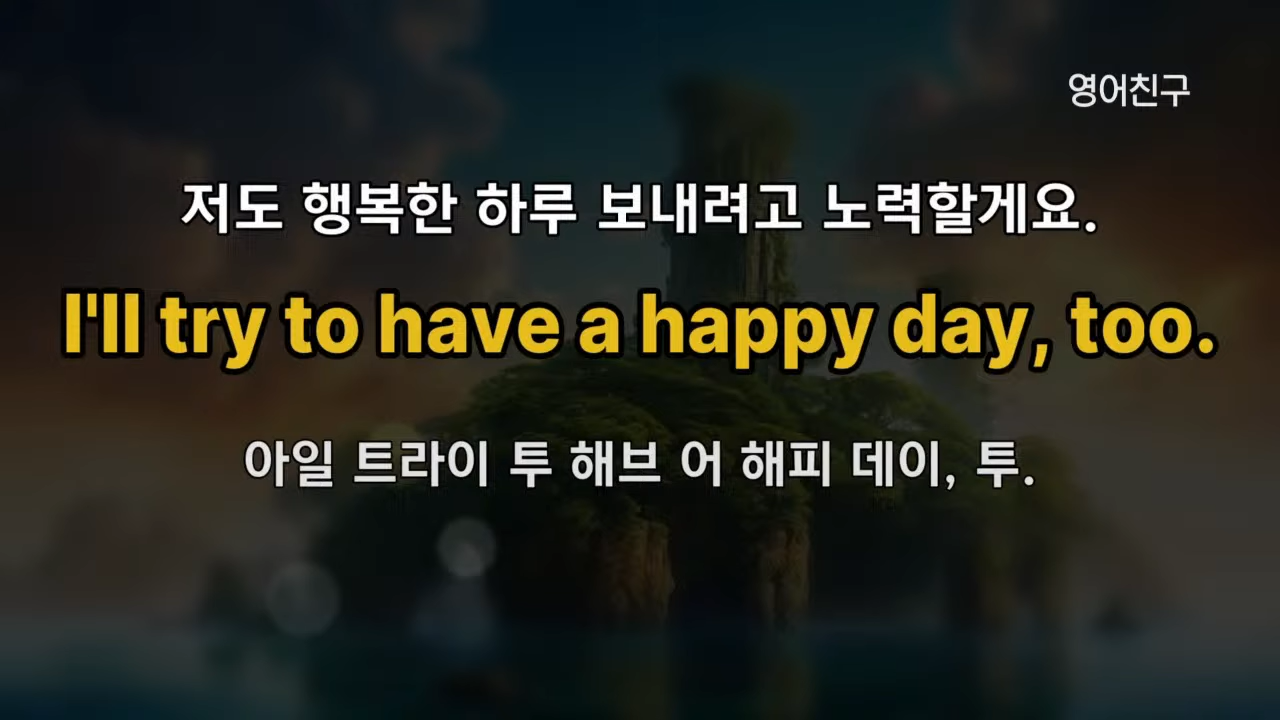 영어친구
저도 행복한 하루 보내려고 노력할게요.
I'll try to have a happy day, too.
아일 트라이 투 해브 어 해피 데이, 투.